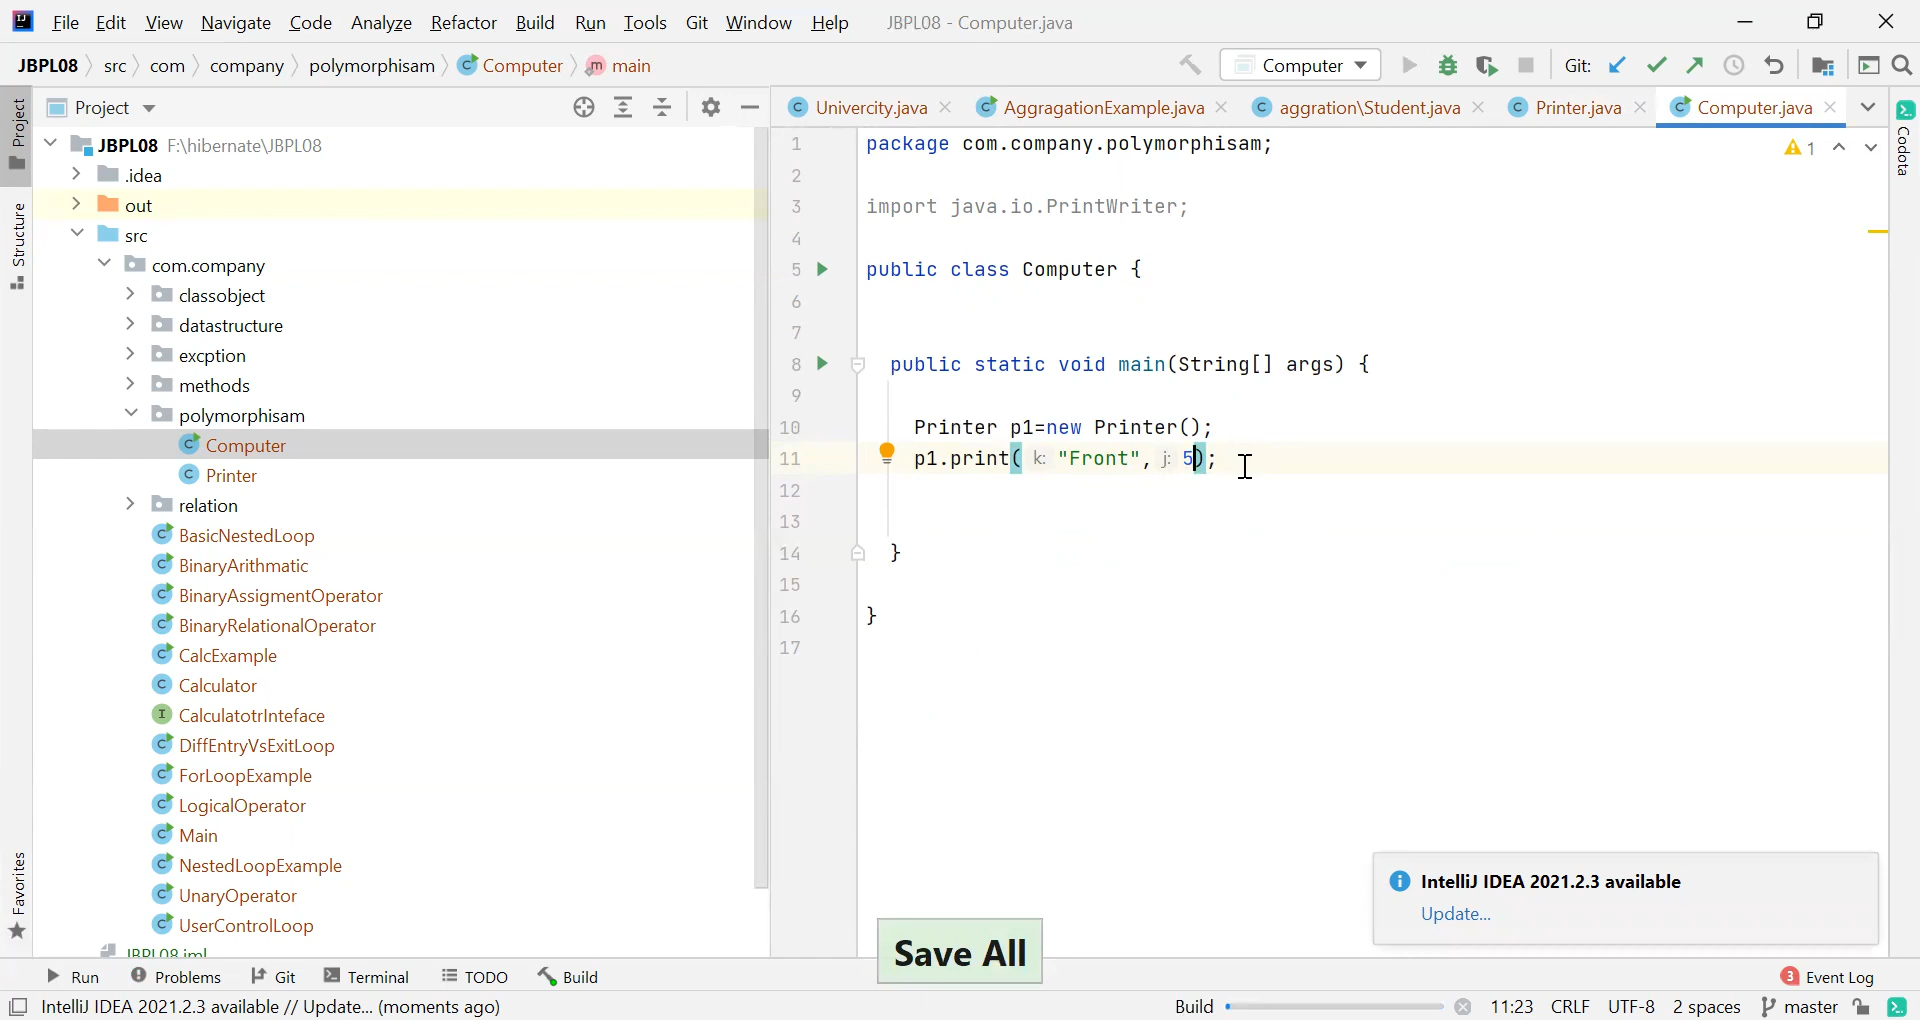 File Edit View Navigate Code Analyze Refactor Build Run Tools Git Window Help JBPL08 - Computer.java
JBPL08 src com company polymorphisam Computer main
Computer Git:
Project
Univercity.java AggragationExample.java aggration\Student.java Printer.java Computer.java
Project
Structure
Favorites
Codota
JBPL08 F:\hibernate\JBPL08
.idea
out
src
com.company
classobject
datastructure
excption
methods
polymorphisam
Computer
Printer
relation
BasicNestedLoop
BinaryArithmatic
BinaryAssigmentOperator
BinaryRelationalOperator
CalcExample
Calculator
CalculatotrInteface
DiffEntryVsExitLoop
ForLoopExample
LogicalOperator
Main
NestedLoopExample
UnaryOperator
UserControlLoop
JBPL08.iml
1 package com.company.polymorphisam;
1
2
3 import java.io.PrintWriter;
4
5 public class Computer {
6
7
8 public static void main(String[] args) {
9
10 Printer p1=new Printer();
11 p1.print( k: "Front", j: 5);
12
13
14 }
15
16 }
17
IntelliJ IDEA 2021.2.3 available
Update...
Save All
Run Problems Git Terminal TODO Build 3 Event Log
IntelliJ IDEA 2021.2.3 available // Update... (moments ago) Build 11:23 CRLF UTF-8 2 spaces master